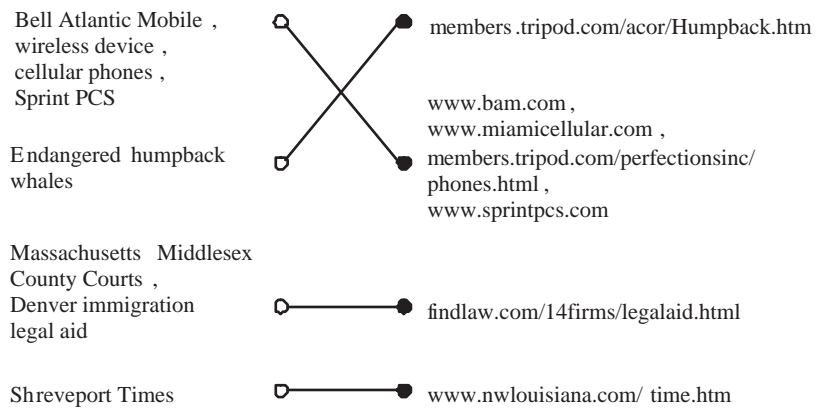 Bell Atlantic Mobile ,
wireless device ,
cellular phones ,
Sprint PCS
members.tripod.com/acor/Humpback.htm
www.bam.com ,
www.miamicellular.com ,
members.tripod.com/perfectionsinc/
phones.html ,
www.sprintpcs.com
Endangered humpback
whales
Massachusetts Middlesex
County Courts ,
Denver immigration
legal aid
findlaw.com/14firms/legalaid.html
Shreveport Times
www.nwlouisiana.com/ time.htm